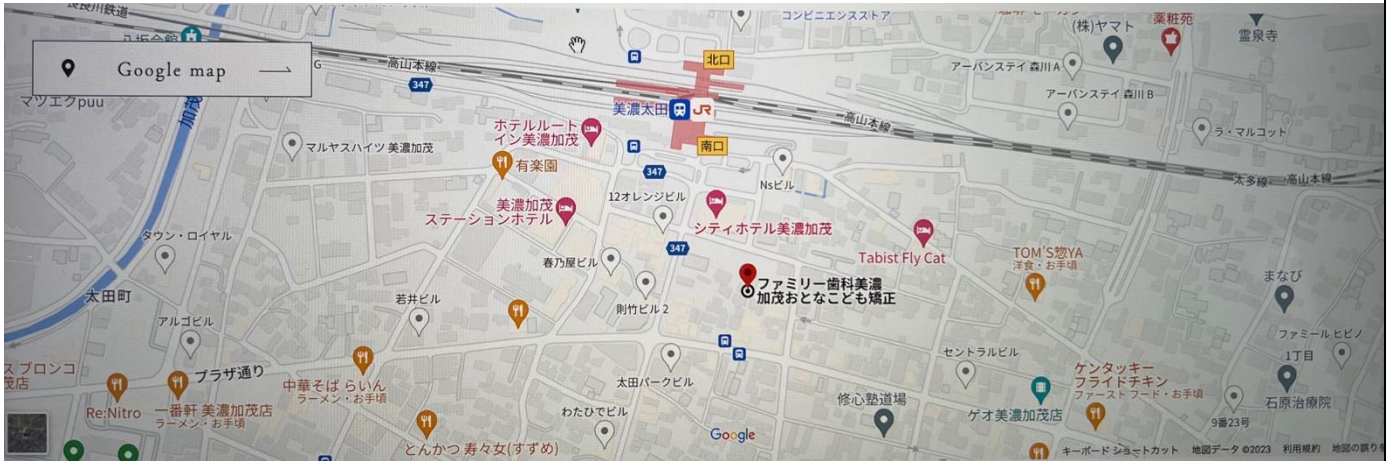 長良川鉄道
八坂会館
コンビニエンスストア
(株)ヤマト
薬粧苑
霊泉寺
Google map
G
高山本線
347
北口
アーバンステイ森川A
マツエクpuu
美濃太田
JR
高山本線
アーバンステイ 森川B
ホテルルート
イン美濃加茂
南口
ラ・マルコット
マルヤスハイツ 美濃加茂
有楽園
347
Nsビル
太多線
高山本線
12オレンジビル
美濃加茂
ステーションホテル
シティホテル美濃加茂
タウン・ロイヤル
347
Tabist Fly Cat
TOM'S惣YA
洋食・お手頃
春乃屋ビル
ファミリー歯科美濃
加茂おとなこども矯正
まなび
太田町
若井ビル
則竹ビル 2
アルゴビル
ファミール ヒビノ
セントラルビル
1丁目
ス ブロンコ
茂店
プラザ通り
中華そば らいん
ラーメン・お手頃
太田パークビル
ケンタッキー
フライドチキン
ファースト フード・お手頃
Re:Nitro
一番軒 美濃加茂店
ラーメン・お手頃
わたひでビル
修心塾道場
ゲオ美濃加茂店
石原治療院
9番23号
とんかつ 寿々女(すずめ)
Google
キーボード ショートカット
地図データ ©2023
利用規約
地図の誤りを